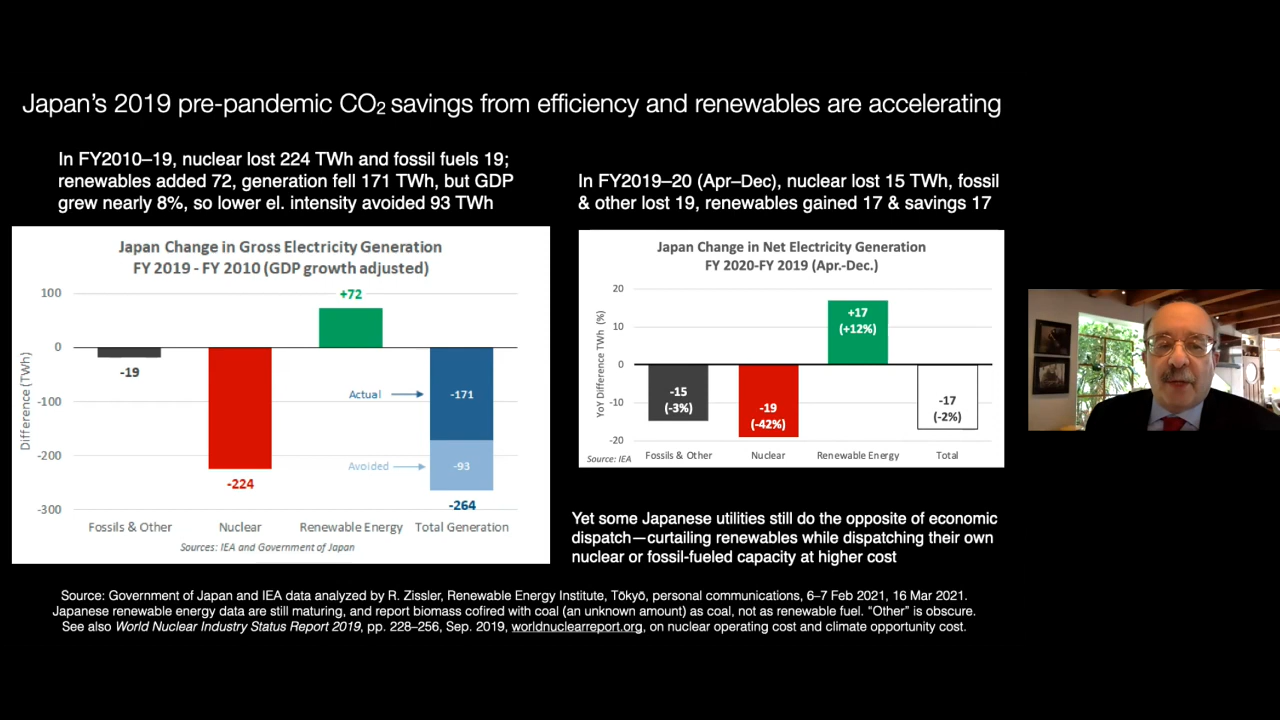 Japan's 2019 pre-pandemic CO2 savings from efficiency and renewables are accelerating
In FY2010–19, nuclear lost 224 TWh and fossil fuels 19;
renewables added 72, generation fell 171 TWh, but GDP
grew nearly 8%, so lower el. intensity avoided 93 TWh
Japan Change in Gross Electricity Generation
FY 2019 - FY 2010 (GDP growth adjusted)
Difference (TWh)
100
0
-100
-200
-300
-19
-224
+72
Actual
-171
Avoided
-93
-264
Fossils & Other
Nuclear
Renewable Energy
Total Generation
Sources: IEA and Government of Japan
In FY2019–20 (Apr–Dec), nuclear lost 15 TWh, fossil
& other lost 19, renewables gained 17 & savings 17
Japan Change in Net Electricity Generation
FY 2020-FY 2019 (Apr.-Dec.)
YoY Difference TWh (%)
20
10
0
-10
-20
-15
(-3%)
-19
(-42%)
+17
(+12%)
-17
(-2%)
Source: IEA
Fossils & Other
Nuclear
Renewable Energy
Total
Yet some Japanese utilities still do the opposite of economic
dispatch—curtailing renewables while dispatching their own
nuclear or fossil-fueled capacity at higher cost
Source: Government of Japan and IEA data analyzed by R. Zissler, Renewable Energy Institute, Tōkyō, personal communications, 6–7 Feb 2021, 16 Mar 2021.
Japanese renewable energy data are still maturing, and report biomass cofired with coal (an unknown amount) as coal, not as renewable fuel. "Other" is obscure.
See also World Nuclear Industry Status Report 2019, pp. 228–256, Sep. 2019, worldnuclearreport.org, on nuclear operating cost and climate opportunity cost.